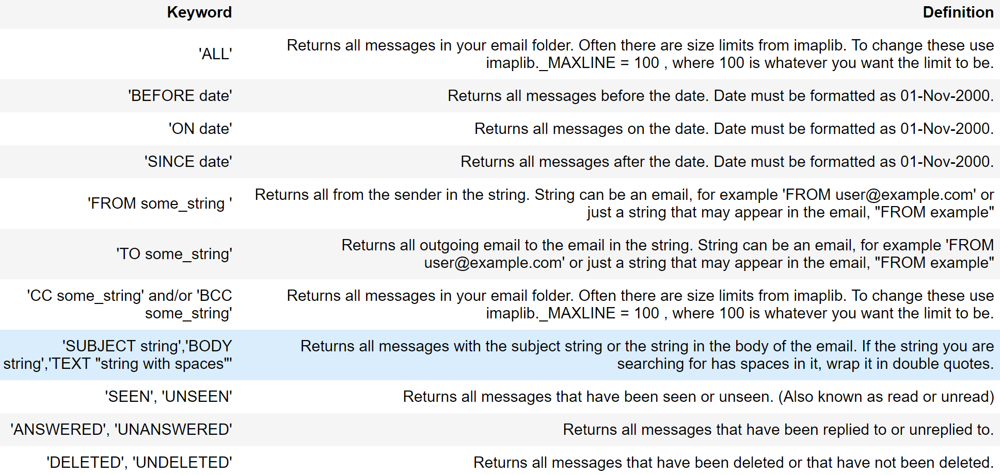 Keyword Definition
'ALL' Returns all messages in your email folder. Often there are size limits from imaplib. To change these use
imaplib._MAXLINE = 100 , where 100 is whatever you want the limit to be.
'BEFORE date' Returns all messages before the date. Date must be formatted as 01-Nov-2000.
'ON date' Returns all messages on the date. Date must be formatted as 01-Nov-2000.
'SINCE date' Returns all messages after the date. Date must be formatted as 01-Nov-2000.
'FROM some_string ' Returns all from the sender in the string. String can be an email, for example 'FROM user@example.com' or
just a string that may appear in the email, "FROM example"
'TO some_string' Returns all outgoing email to the email in the string. String can be an email, for example 'FROM
user@example.com' or just a string that may appear in the email, "FROM example"
'CC some_string' and/or 'BCC
some_string'
Returns all messages in your email folder. Often there are size limits from imaplib. To change these use
imaplib._MAXLINE = 100 , where 100 is whatever you want the limit to be.
'SUBJECT string','BODY
string','TEXT "string with spaces"'
Returns all messages with the subject string or the string in the body of the email. If the string you are
searching for has spaces in it, wrap it in double quotes.
'SEEN', 'UNSEEN' Returns all messages that have been seen or unseen. (Also known as read or unread)
'ANSWERED', 'UNANSWERED' Returns all messages that have been replied to or unreplied to.
'DELETED', 'UNDELETED' Returns all messages that have been deleted or that have not been deleted.